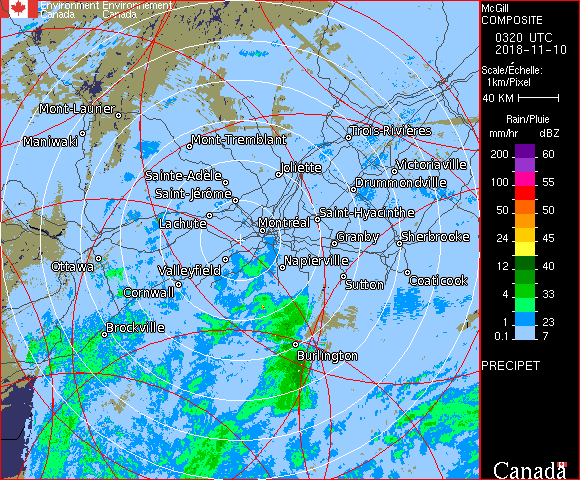 Environment Environnement
Canada Canada
McGill
COMPOSITE
0320 UTC
2018-11-10
Scale/Échelle:
1km/Pixel
40 KM
Rain/Pluie
mm/hr dBZ
200 60
100 55
50 50
24 45
12 40
4 33
1 23
0.1 7
PRECIPET
Mont-Laurier
Maniwaki
Mont-Tremblant
Trois-Rivières
Joliette
Victoriaville
Sainte-Adèle
Drummondville
Saint-Jérôme
Saint-Hyacinthe
Lachute
Montréal
Granby
Sherbrooke
Ottawa
Valleyfield
Napierville
Cornwall
Sutton
Coaticook
Brockville
Burlington
Canada